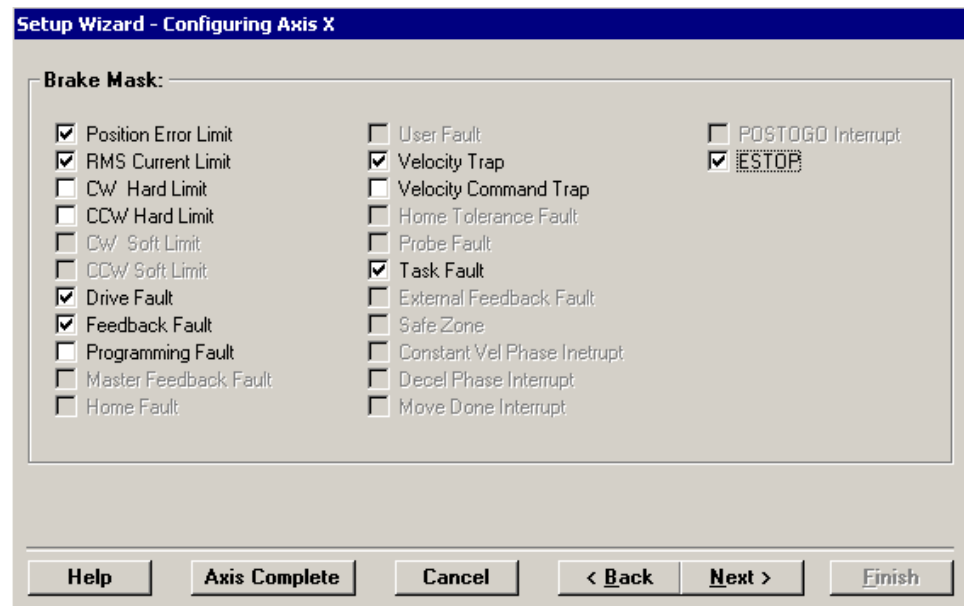 Setup Wizard - Configuring Axis X
Brake Mask:
Position Error Limit
RMS Current Limit
CW Hard Limit
CCW Hard Limit
CW Soft Limit
CCW Soft Limit
Drive Fault
Feedback Fault
Programming Fault
Master Feedback Fault
Home Fault
User Fault
Velocity Trap
Velocity Command Trap
Home Tolerance Fault
Probe Fault
Task Fault
External Feedback Fault
Safe Zone
Constant Vel Phase Inetrupt
Decel Phase Interrupt
Move Done Interrupt
POSTOGO Interrupt
ESTOP
Help
Axis Complete
Cancel
< Back
Next >
Finish